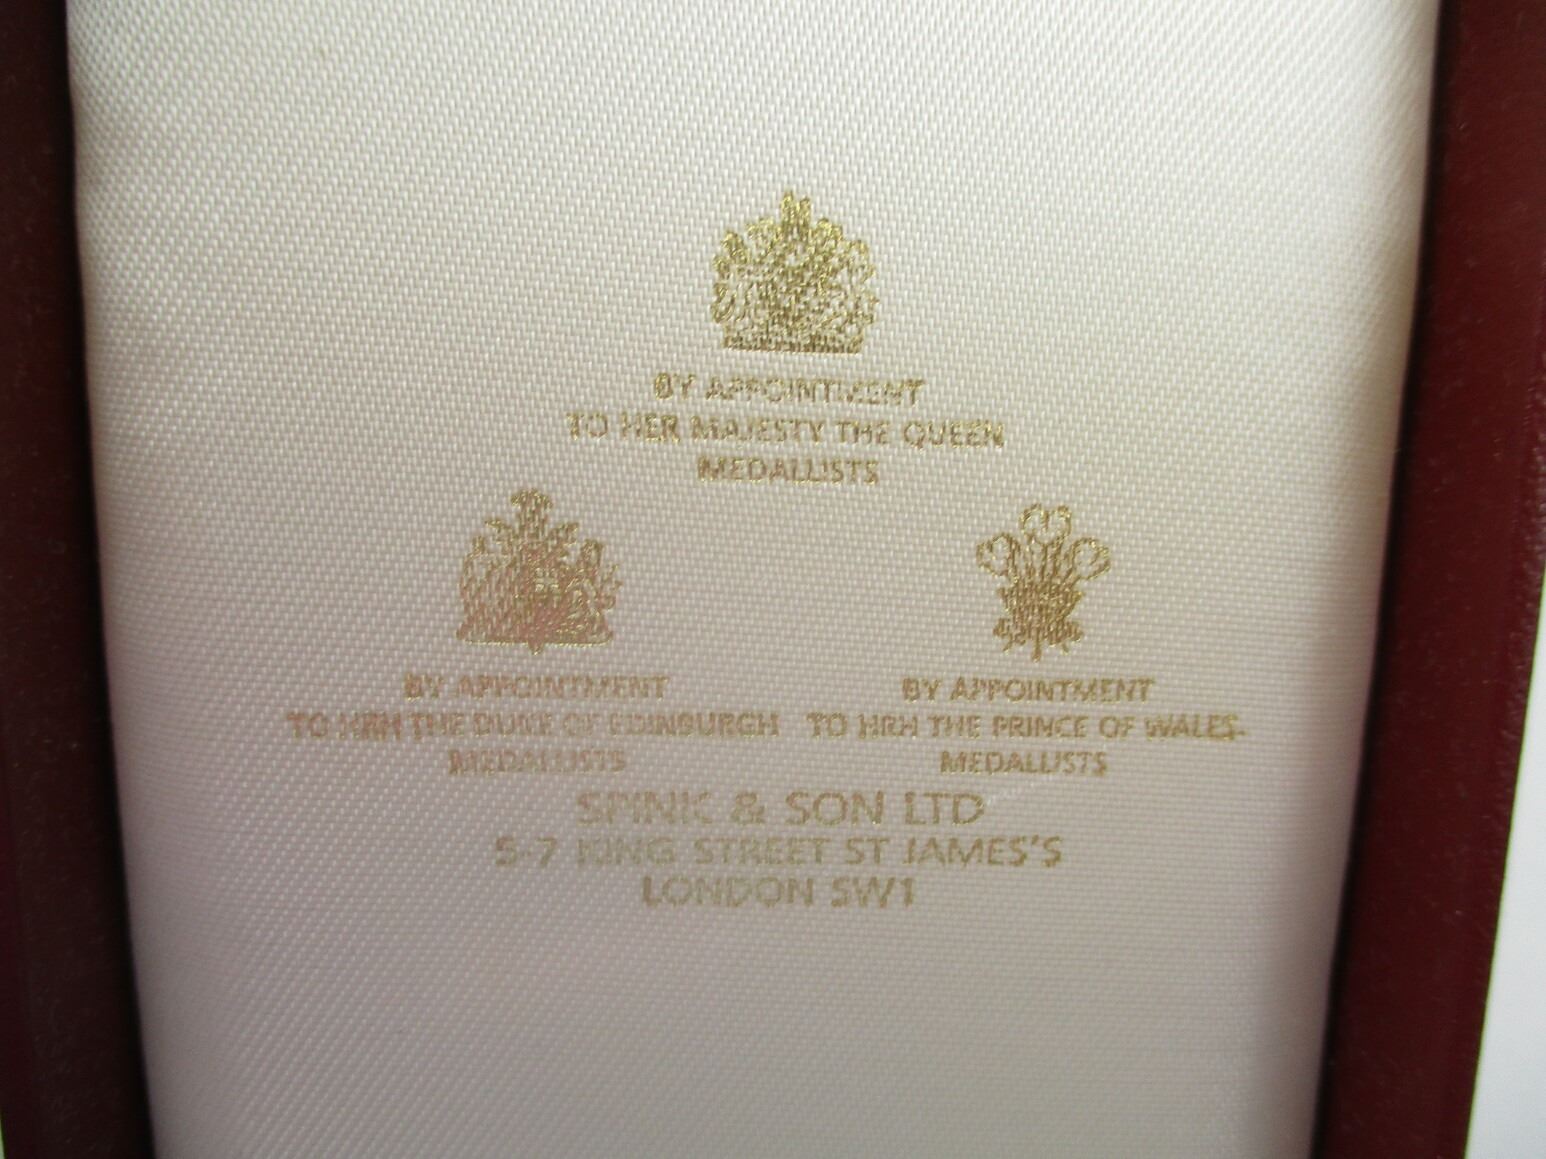 BY APPOINTMENT
TO HER MAJESTY THE QUEEN
MEDALLISTS
BY APPOINTMENT
TO HRH THE DUKE OF EDINBURGH
MEDALLISTS
BY APPOINTMENT
TO HRH THE PRINCE OF WALES
MEDALLISTS
SPINK & SON LTD
5-7 KING STREET ST JAMES'S
LONDON SW1